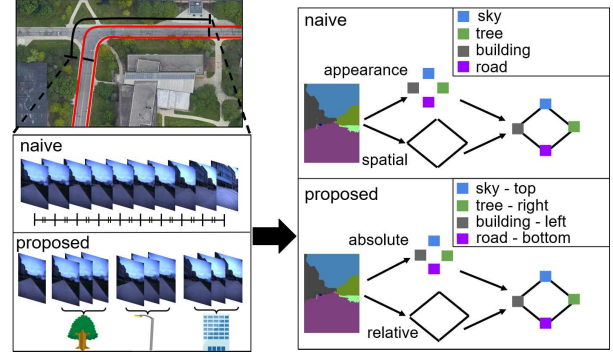 naive
proposed
naive
sky
tree
building
road
appearance
spatial
proposed
sky - top
tree - right
building - left
road - bottom
absolute
relative